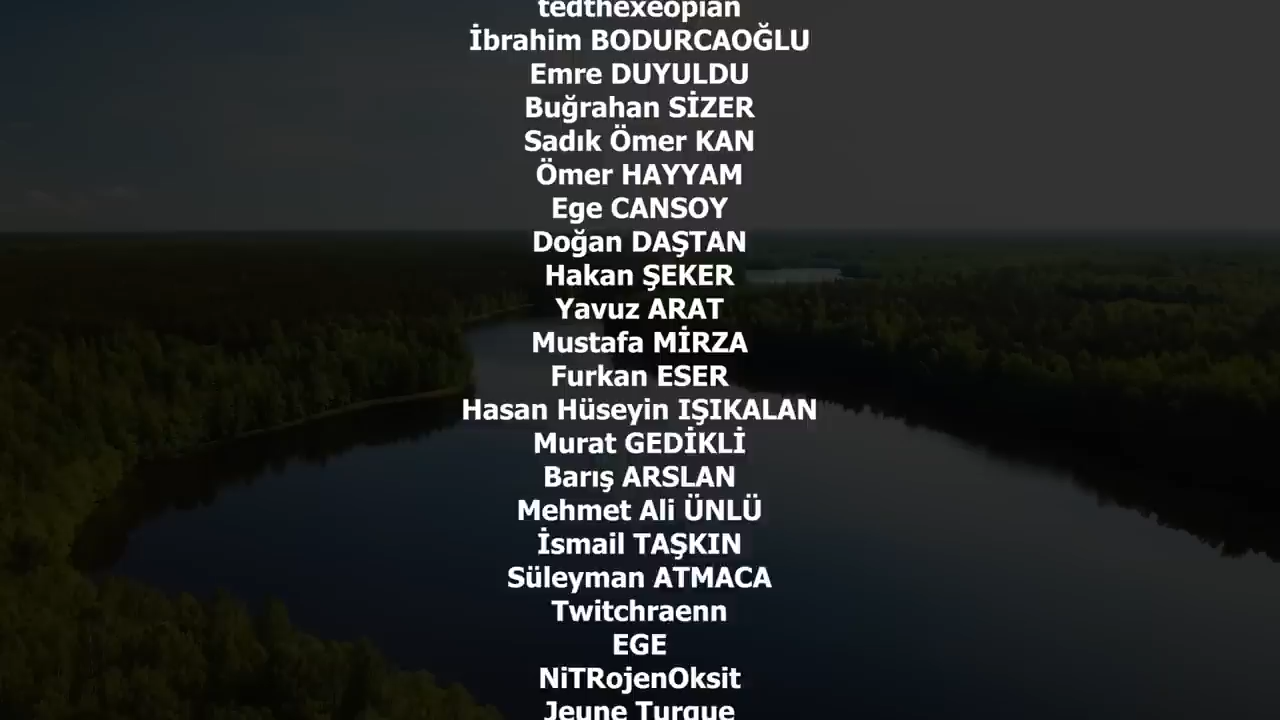 tedthexeopian
İbrahim BODURCAOĞLU
Emre DUYULDU
Buğrahan SİZER
Sadık Ömer KAN
Ömer HAYYAM
Ege CANSOY
Doğan DAŞTAN
Hakan ŞEKER
Yavuz ARAT
Mustafa MİRZA
Furkan ESER
Hasan Hüseyin IŞIKALAN
Murat GEDİKLİ
Barış ARSLAN
Mehmet Ali ÜNLÜ
İsmail TAŞKIN
Süleyman ATMACA
Twitchraenn
EGE
NiTRojenOksit
Jeune Turque